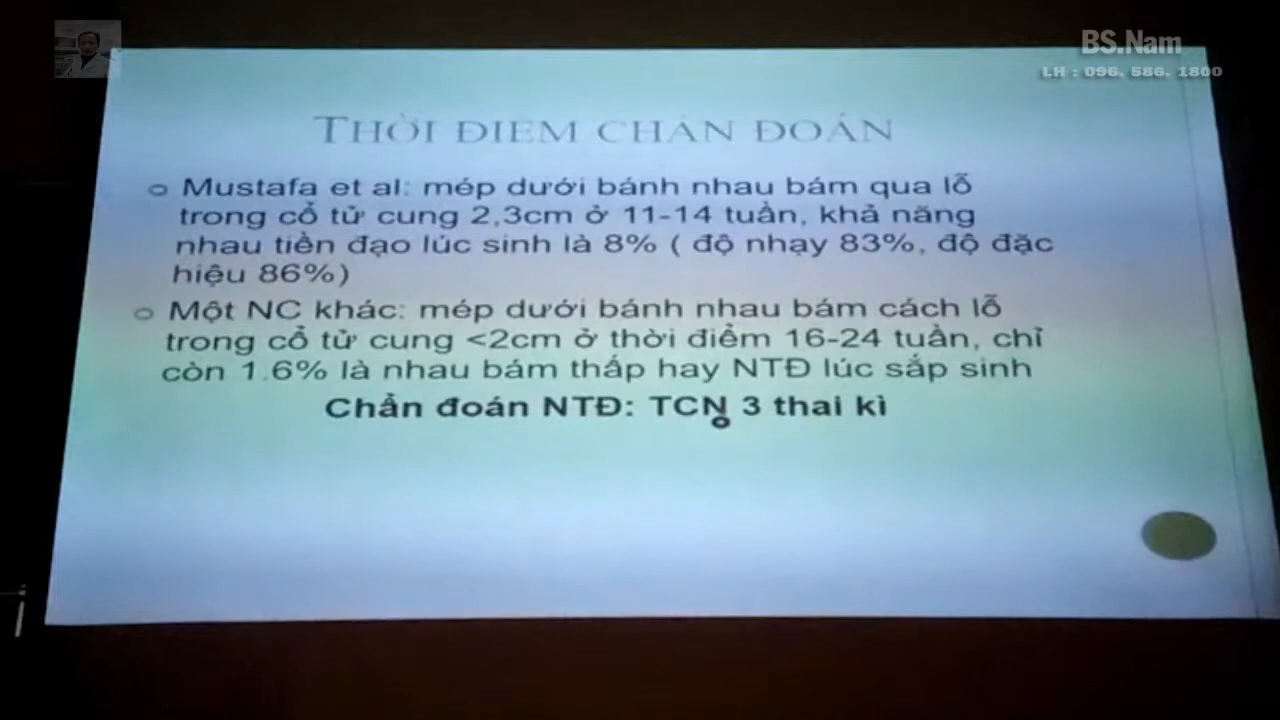 BS.Nam
LH : 096. 586. 1800
THỜI ĐIỂM CHẨN ĐOÁN
Mustafa et al: mép dưới bánh nhau bám qua lỗ
trong cổ tử cung 2,3cm ở 11-14 tuần, khả năng
nhau tiền đạo lúc sinh là 8% ( độ nhạy 83%, độ đặc
hiệu 86%)
Một NC khác: mép dưới bánh nhau bám cách lỗ
trong cổ tử cung <2cm ở thời điểm 16-24 tuần, chỉ
còn 1.6% là nhau bám thấp hay NTĐ lúc sắp sinh
Chẩn đoán NTĐ: TCN 3 thai kì